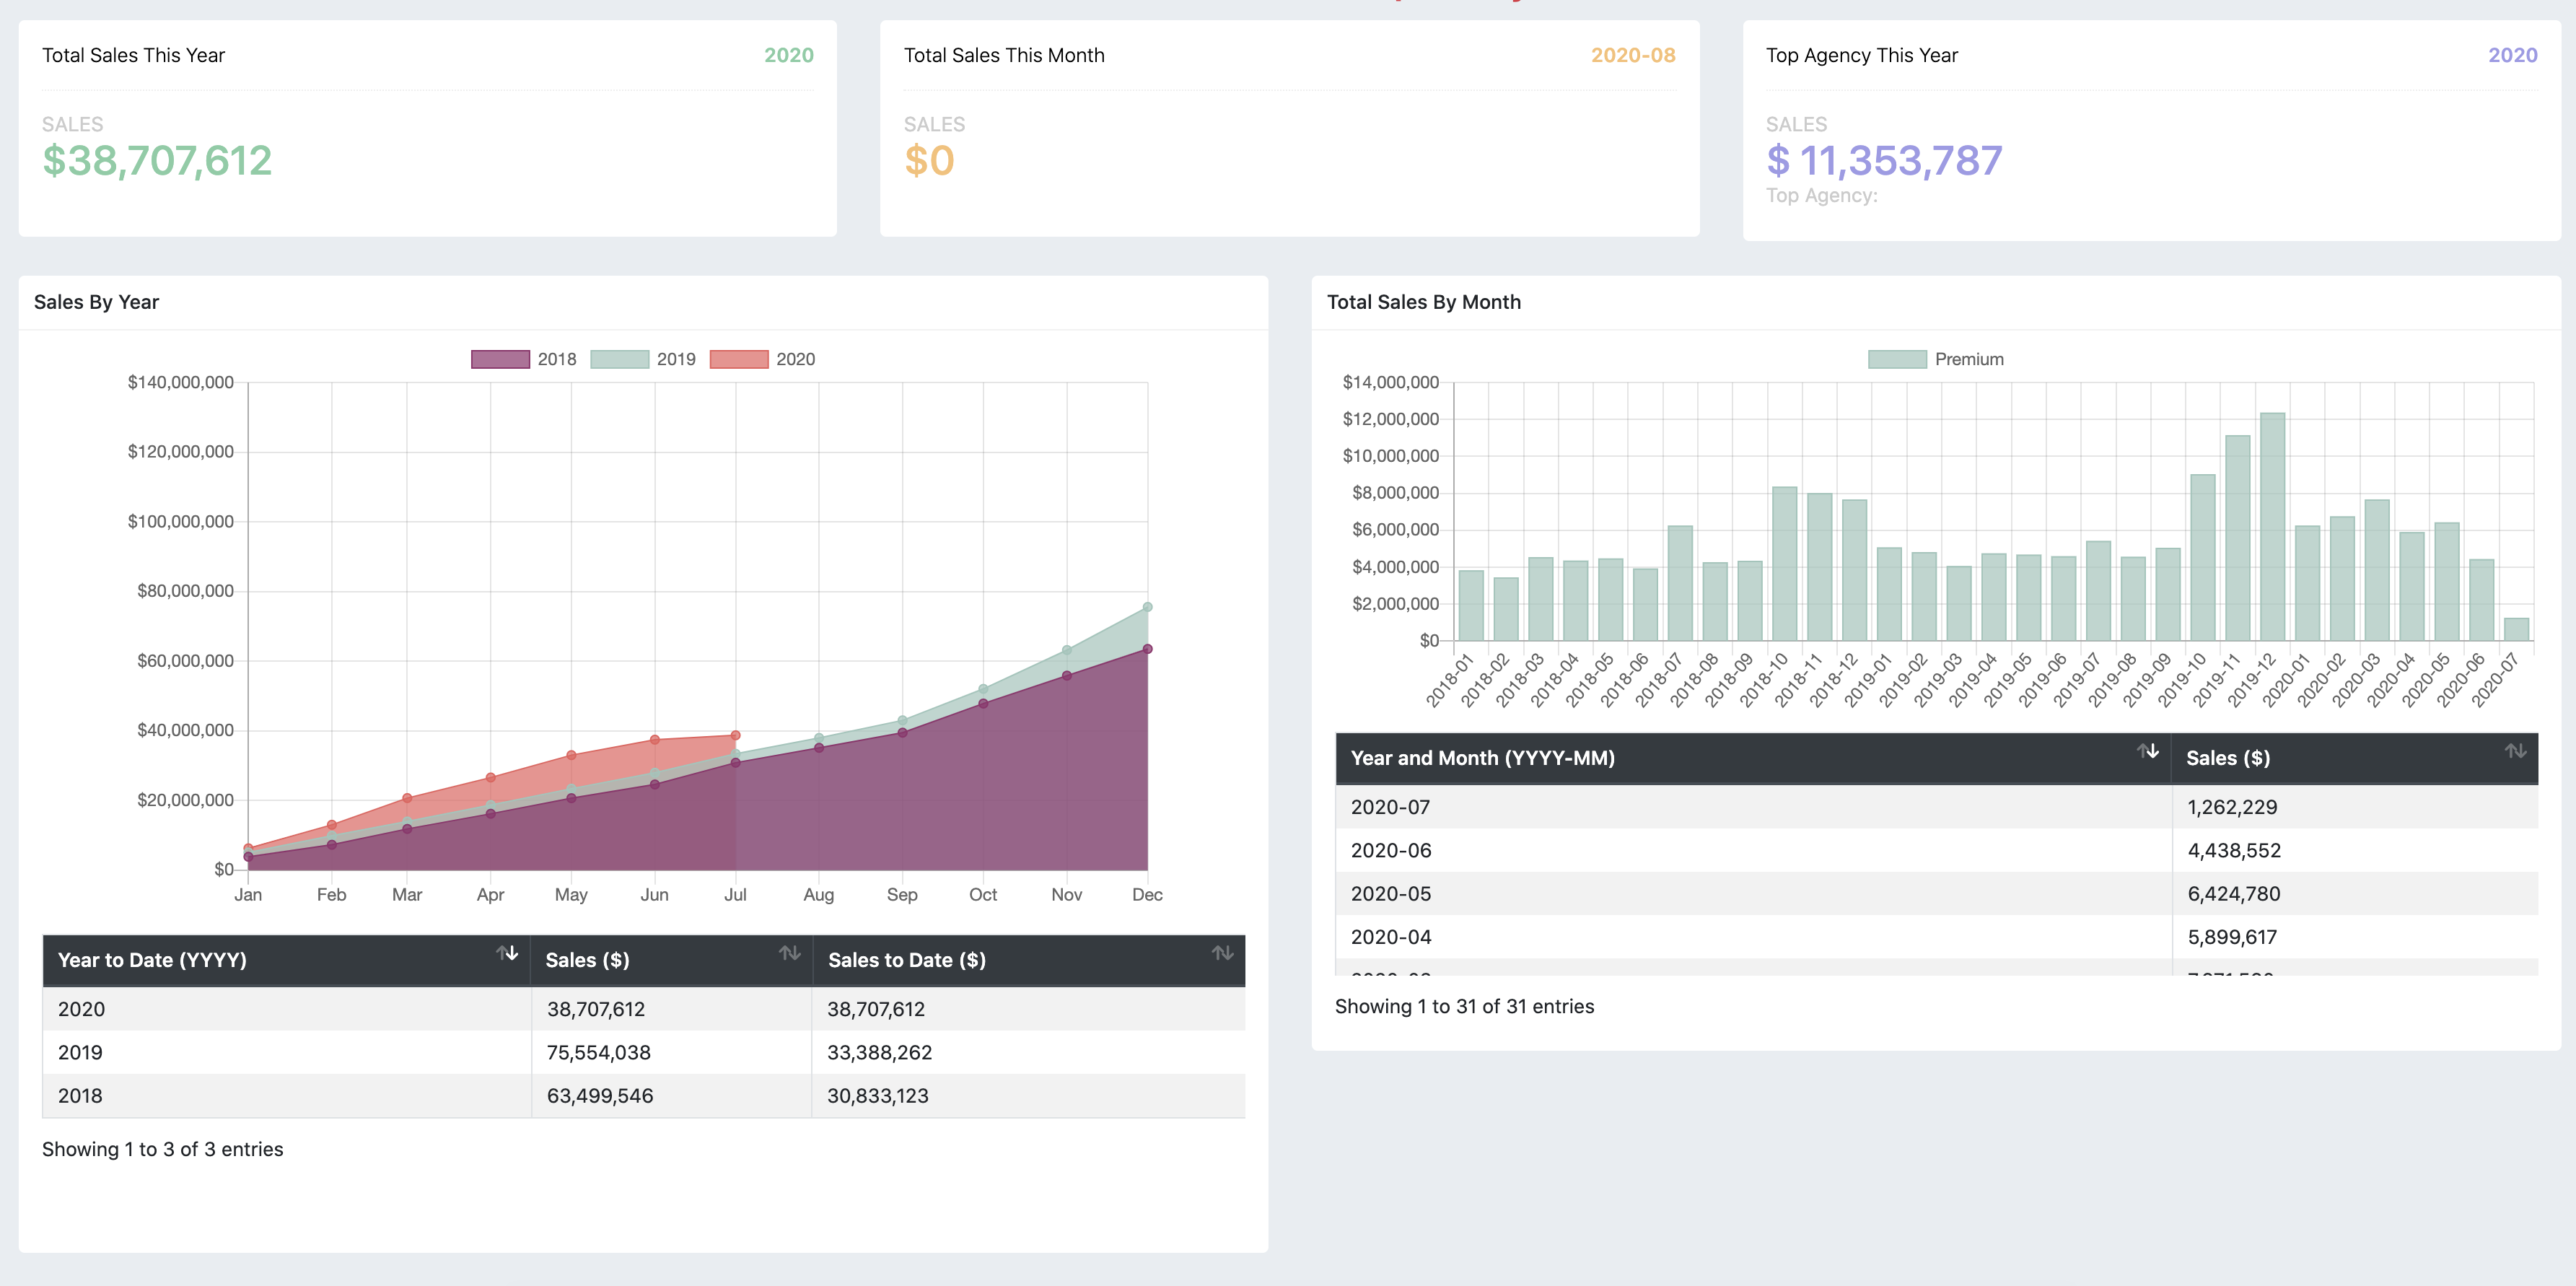 Total Sales This Year 2020
SALES
$38,707,612
Total Sales This Month 2020-08
SALES
$0
Top Agency This Year 2020
SALES
$ 11,353,787
Top Agency:
Sales By Year
2018 2019 2020
$140,000,000
$120,000,000
$100,000,000
$80,000,000
$60,000,000
$40,000,000
$20,000,000
$0
Jan Feb Mar Apr May Jun Jul Aug Sep Oct Nov Dec
Year to Date (YYYY) Sales ($) Sales to Date ($)
2020 38,707,612 38,707,612
2019 75,554,038 33,388,262
2018 63,499,546 30,833,123
Showing 1 to 3 of 3 entries
Total Sales By Month
Premium
$14,000,000
$12,000,000
$10,000,000
$8,000,000
$6,000,000
$4,000,000
$2,000,000
$0
2018-01 2018-02 2018-03 2018-04 2018-05 2018-06 2018-07 2018-08 2018-09 2018-10 2018-11 2018-12 2019-01 2019-02 2019-03 2019-04 2019-05 2019-06 2019-07 2019-08 2019-09 2019-10 2019-11 2019-12 2020-01 2020-02 2020-03 2020-04 2020-05 2020-06 2020-07
Year and Month (YYYY-MM) Sales ($)
2020-07 1,262,229
2020-06 4,438,552
2020-05 6,424,780
2020-04 5,899,617
Showing 1 to 31 of 31 entries